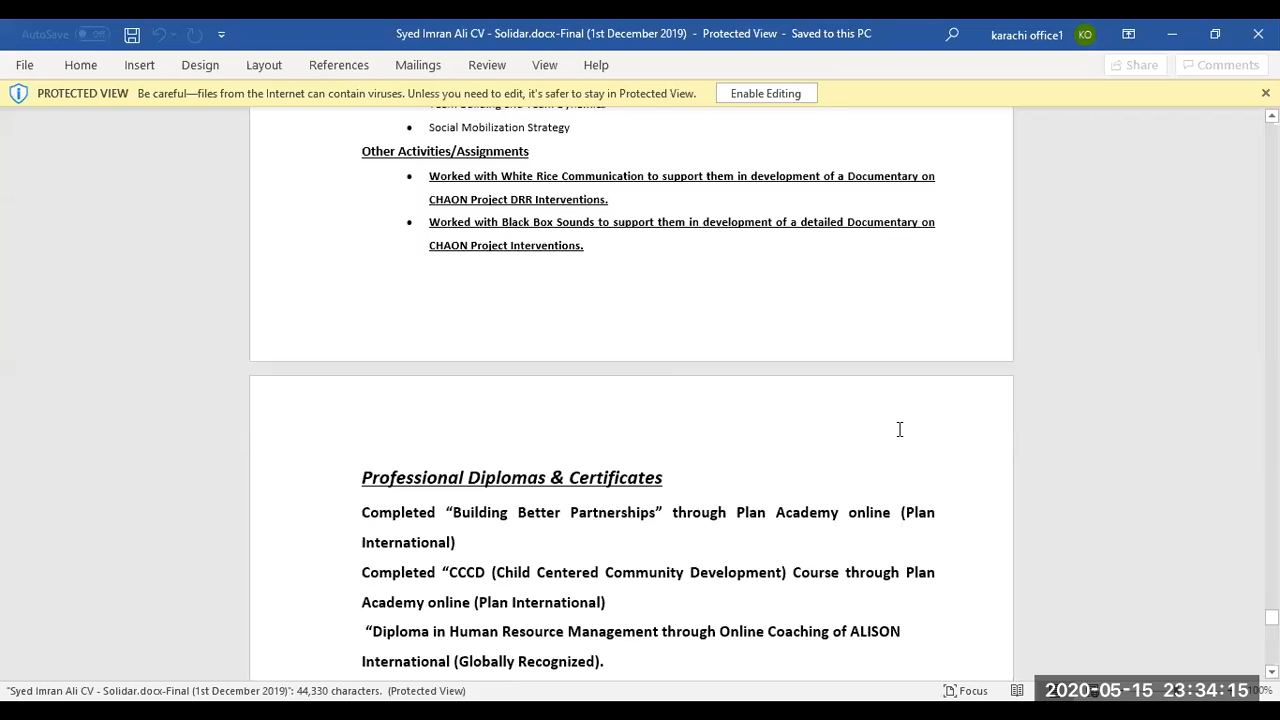 AutoSave Off Syed Imran Ali CV - Solidar.docx-Final (1st December 2019) - Protected View - Saved to this PC karachi office1 KO
File Home Insert Design Layout References Mailings Review View Help Share Comments
PROTECTED VIEW Be careful—files from the Internet can contain viruses. Unless you need to edit, it's safer to stay in Protected View. Enable Editing
Team Building and Team Dynamics
• Social Mobilization Strategy
Other Activities/Assignments
• Worked with White Rice Communication to support them in development of a Documentary on
CHAON Project DRR Interventions.
• Worked with Black Box Sounds to support them in development of a detailed Documentary on
CHAON Project Interventions.
Professional Diplomas & Certificates
Completed “Building Better Partnerships” through Plan Academy online (Plan
International)
Completed “CCCD (Child Centered Community Development) Course through Plan
Academy online (Plan International)
“Diploma in Human Resource Management through Online Coaching of ALISON
International (Globally Recognized).
"Syed Imran Ali CV - Solidar.docx-Final (1st December 2019)": 44,330 characters. (Protected View) Focus 2020-05-15 23:34:15 100%